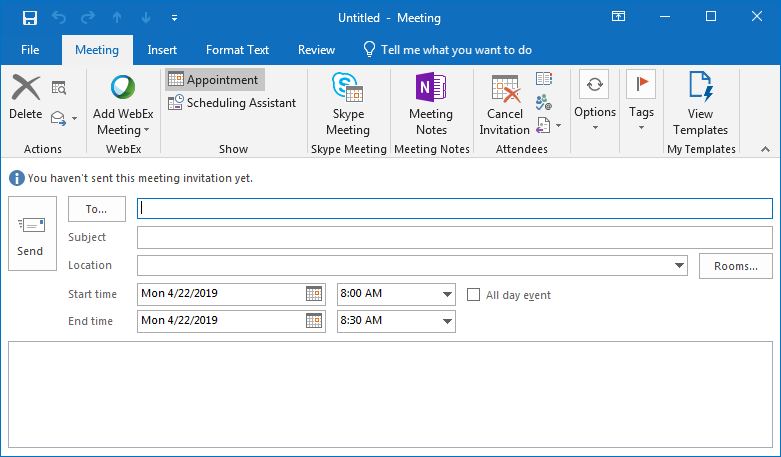 Untitled - Meeting
File Meeting Insert Format Text Review Tell me what you want to do
Delete
Actions
Add WebEx
Meeting
WebEx
Appointment
Scheduling Assistant
Show
Skype
Meeting
Skype Meeting
N
Meeting
Notes
Meeting Notes
Cancel
Invitation
Attendees
Options
Tags
View
Templates
My Templates
You haven't sent this meeting invitation yet.
Send
To...
Subject
Location
Rooms...
Start time Mon 4/22/2019 8:00 AM All day event
End time Mon 4/22/2019 8:30 AM